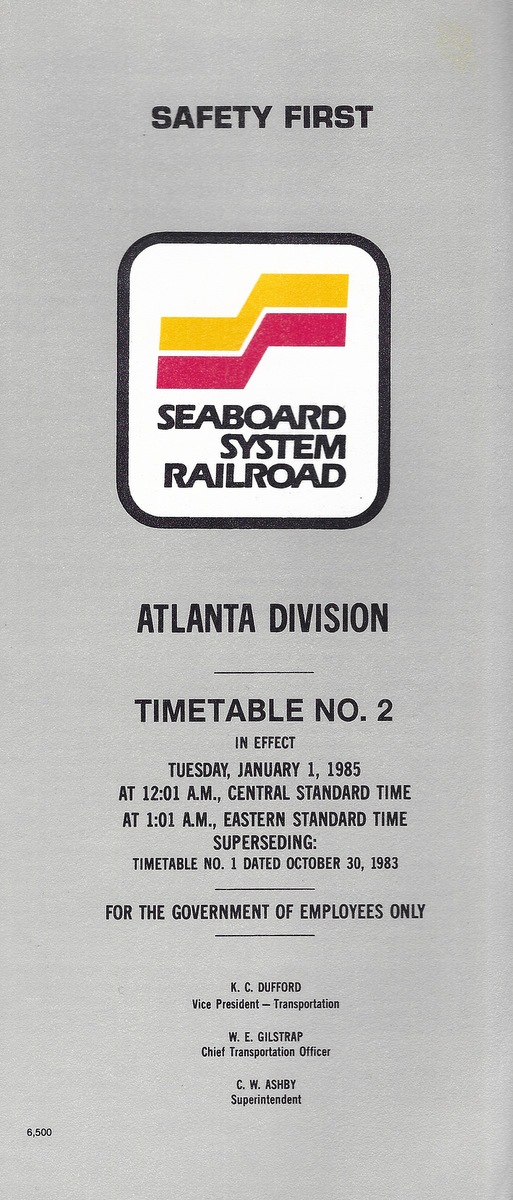 SAFETY FIRST
SEABOARD
SYSTEM
RAILROAD
ATLANTA DIVISION
TIMETABLE NO. 2
IN EFFECT
TUESDAY, JANUARY 1, 1985
AT 12:01 A.M., CENTRAL STANDARD TIME
AT 1:01 A.M., EASTERN STANDARD TIME
SUPERSEDING:
TIMETABLE NO. 1 DATED OCTOBER 30, 1983
FOR THE GOVERNMENT OF EMPLOYEES ONLY
K. C. DUFFORD
Vice President – Transportation
W. E. GILSTRAP
Chief Transportation Officer
C. W. ASHBY
Superintendent
6,500